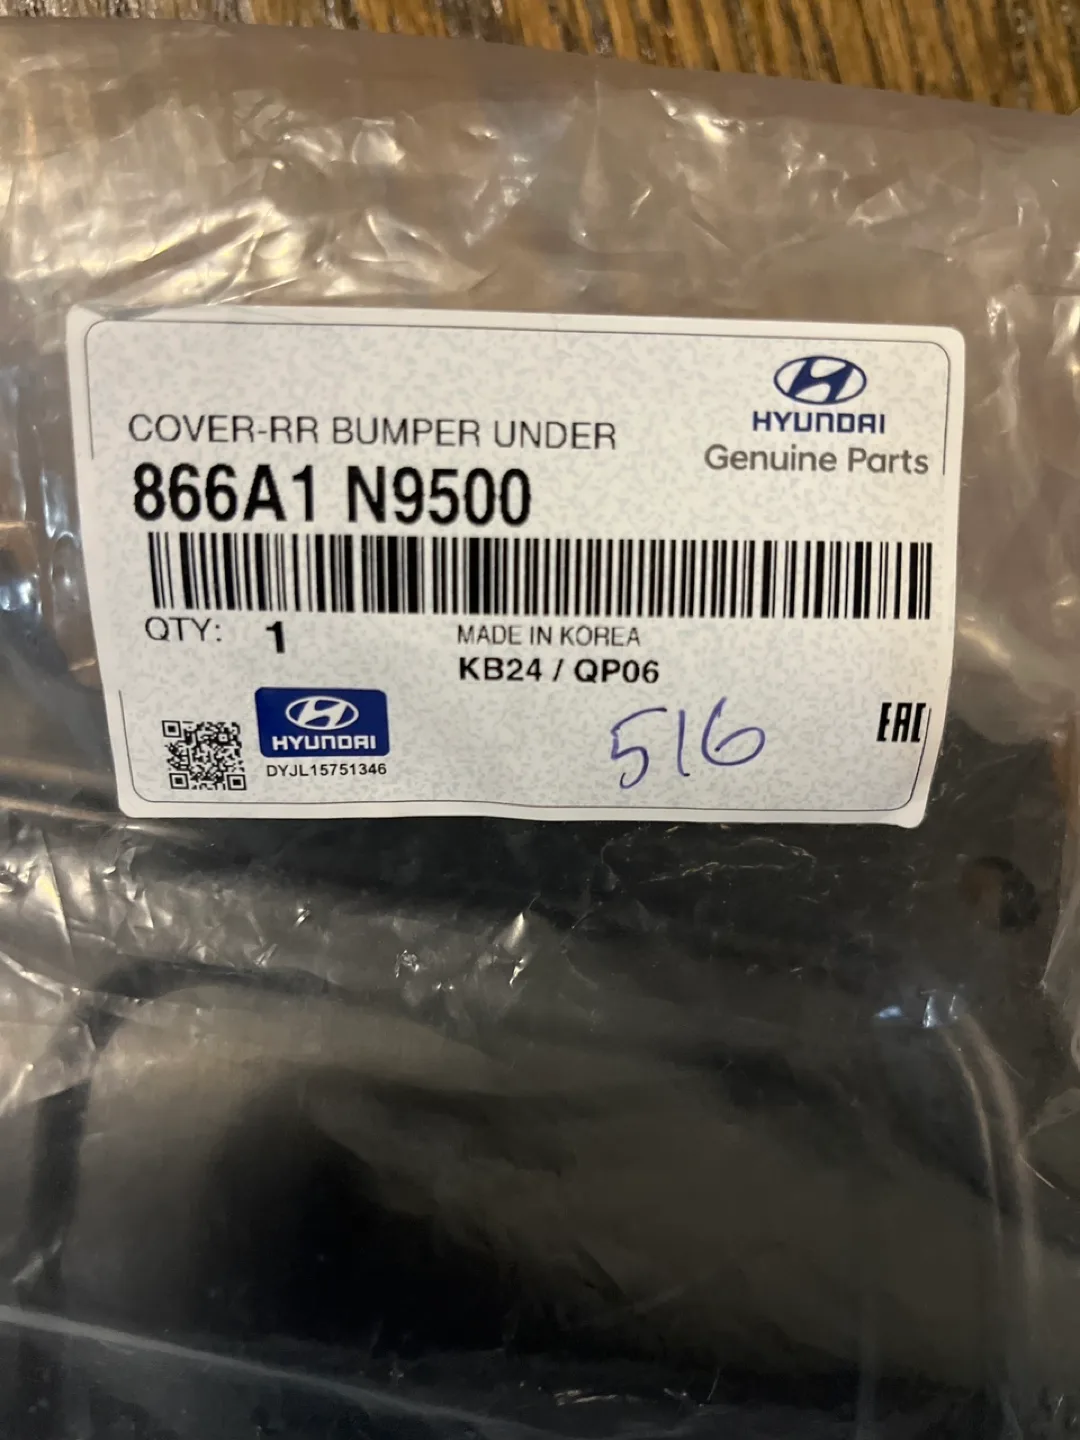 HYUNDAI
Genuine Parts
COVER-RR BUMPER UNDER
866A1 N9500
QTY: 1
MADE IN KOREA
KB24 / QP06
HYUNDAI
DYJL15751346
516
EAC